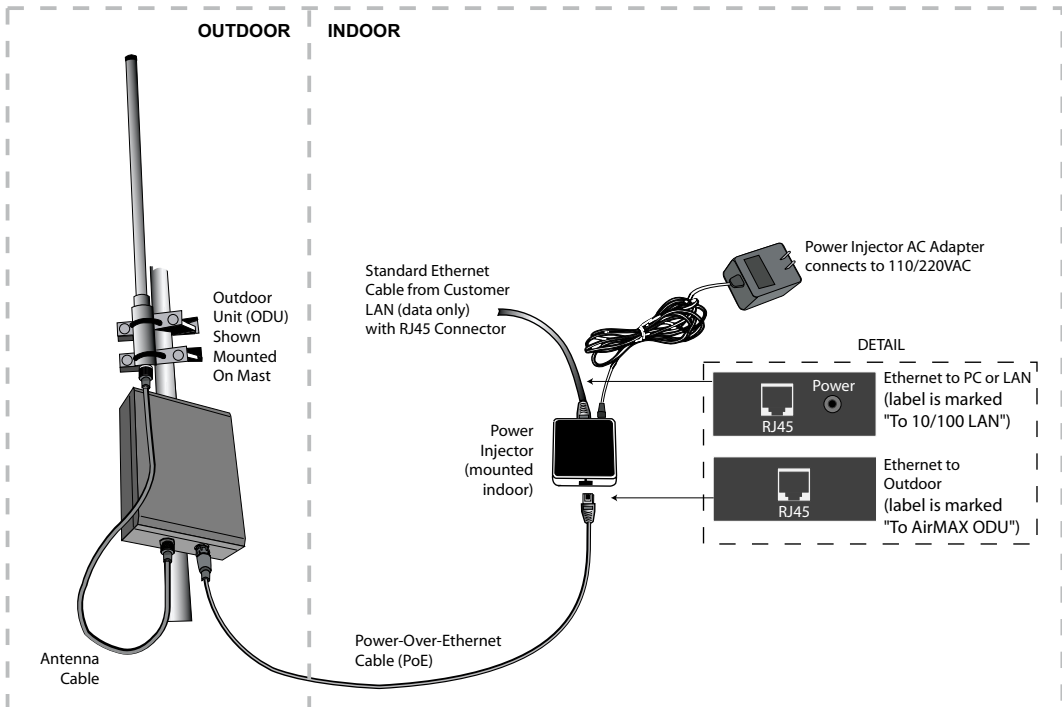 OUTDOOR
INDOOR
Outdoor
Unit (ODU)
Shown
Mounted
On Mast
Antenna
Cable
Standard Ethernet
Cable from Customer
LAN (data only)
with RJ45 Connector
Power Injector AC Adapter
connects to 110/220VAC
Power
Injector
(mounted
indoor)
Power-Over-Ethernet
Cable (PoE)
DETAIL
Power
RJ45
Ethernet to PC or LAN
(label is marked
"To 10/100 LAN")
RJ45
Ethernet to
Outdoor
(label is marked
"To AirMAX ODU")